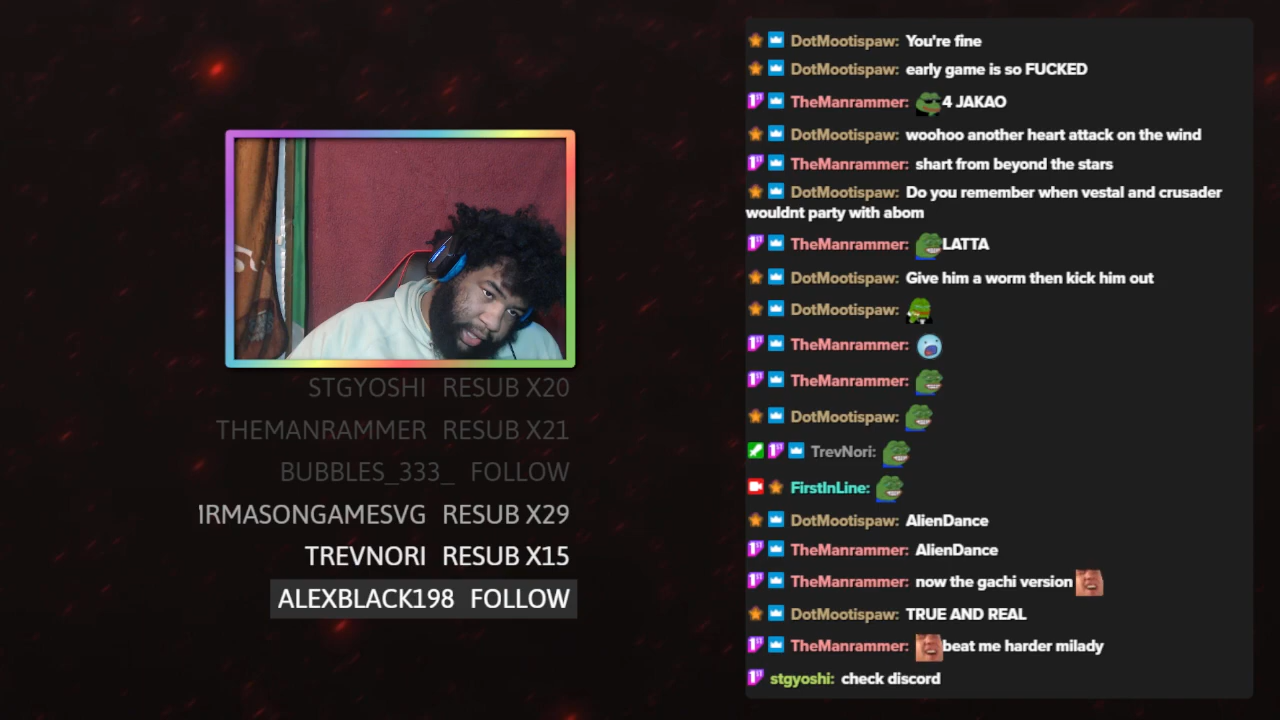 STGYOSHI RESUB X20
THEMANRAMMER RESUB X21
BUBBLES_333_ FOLLOW
IRMASONGAMESVG RESUB X29
TREVNORI RESUB X15
ALEXBLACK198 FOLLOW
DotMootispaw: You're fine
DotMootispaw: early game is so FUCKED
TheManrammer: 4 JAKAO
DotMootispaw: woohoo another heart attack on the wind
TheManrammer: shart from beyond the stars
DotMootispaw: Do you remember when vestal and crusader
wouldnt party with abom
TheManrammer: LATTA
DotMootispaw: Give him a worm then kick him out
DotMootispaw:
TheManrammer:
TheManrammer:
DotMootispaw:
TrevNori:
FirstInLine:
DotMootispaw: AlienDance
TheManrammer: AlienDance
TheManrammer: now the gachi version
DotMootispaw: TRUE AND REAL
TheManrammer: beat me harder milady
stgyoshi: check discord